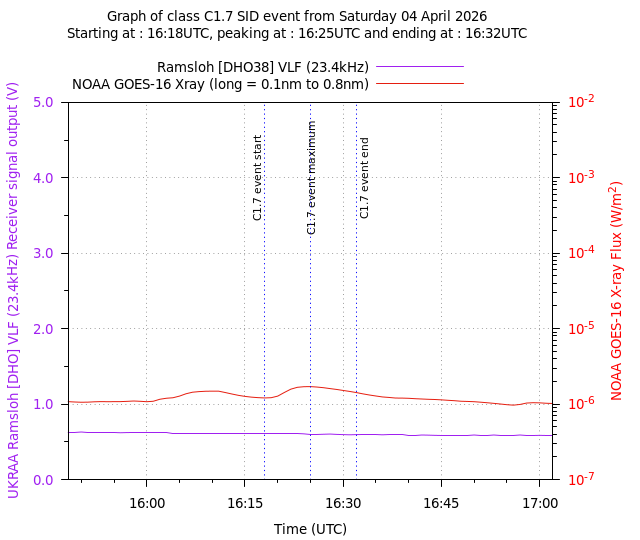 Graph of class C1.7 SID event from Saturday 04 April 2026
Starting at : 16:18UTC, peaking at : 16:25UTC and ending at : 16:32UTC
Ramsloh [DHO38] VLF (23.4kHz)
NOAA GOES-16 Xray (long = 0.1nm to 0.8nm)
UKRAA Ramsloh [DHO] VLF (23.4kHz) Receiver signal output (V)
5.0
4.0
3.0
2.0
1.0
0.0
C1.7 event start
C1.7 event maximum
C1.7 event end
10^-2
10^-3
10^-4
10^-5
10^-6
10^-7
NOAA GOES-16 X-ray Flux (W/m²)
16:00
16:15
16:30
16:45
17:00
Time (UTC)